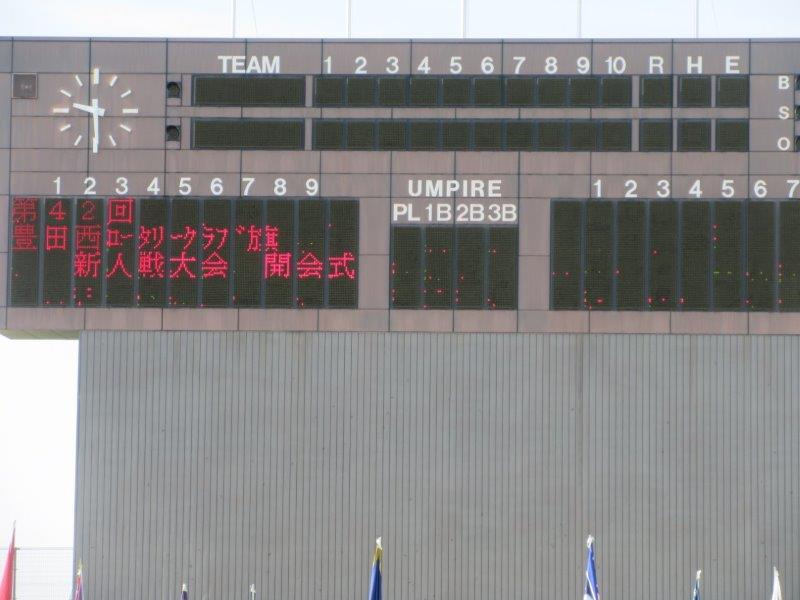 TEAM 1 2 3 4 5 6 7 8 9 10 R H E
B
S
O
1 2 3 4 5 6 7 8 9
UMPIRE
PL 1B 2B 3B
1 2 3 4 5 6 7
第42回
豊田西ロータリークラブ旗
新人戦大会 開会式